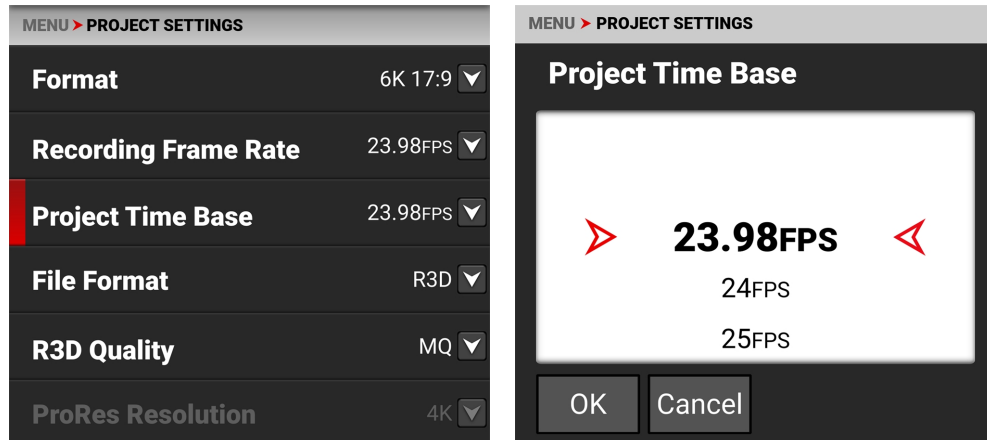 MENU PROJECT SETTINGS
Format 6K 17:9
Recording Frame Rate 23.98FPS
Project Time Base 23.98FPS
File Format R3D
R3D Quality MQ
ProRes Resolution 4K
MENU PROJECT SETTINGS
Project Time Base
23.98FPS
24FPS
25FPS
OK Cancel